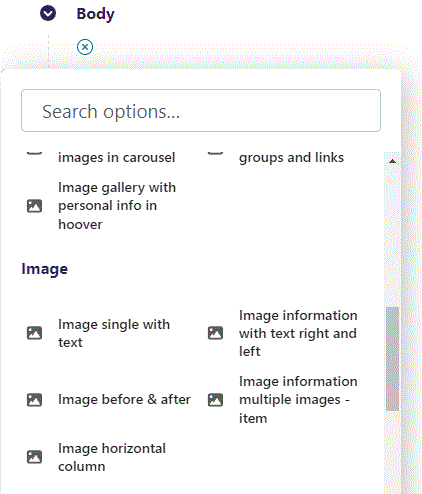 Body
Search options...
images in carousel
groups and links
Image gallery with
personal info in
hoover
Image
Image single with
text
Image information
with text right and
left
Image before & after
Image information
multiple images -
item
Image horizontal
column